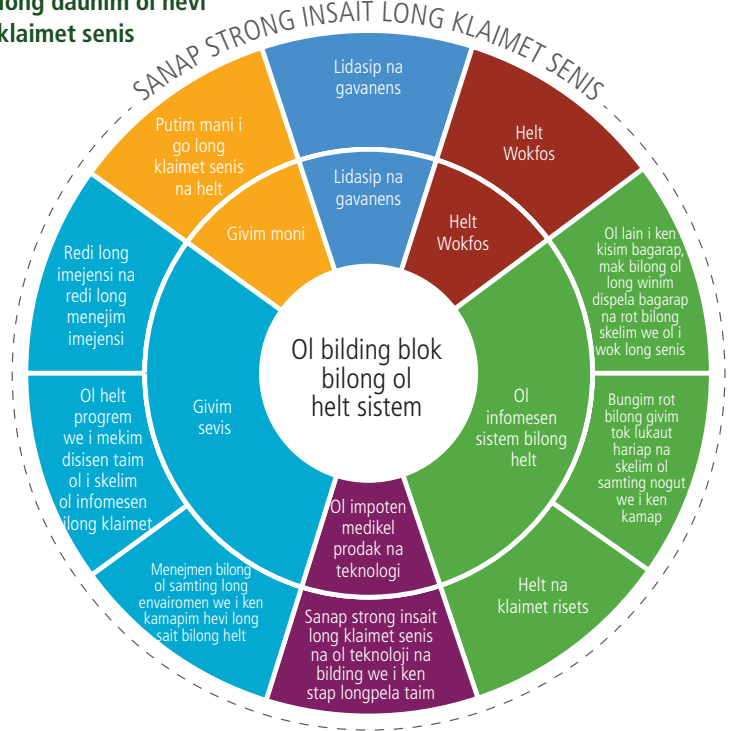 long daunim ol hevi
klaimet senis
SANAP STRONG INSAIT LONG KLAIMET SENIS
Lidasip na
gavanens
Helt
Wokfos
Ol lain i ken
kisim bagarap,
mak bilong ol
long winim
dispela bagarap
na rot bilong
skelim we ol i
wok long senis
Bungim rot
bilong givim
tok lukaut
hariap na
skelim ol
samting nogut
we i ken
kamap
Helt na
klaimet risets
Sanap strong insait
long klaimet senis
na ol teknoloji na
bilding we i ken
stap longpela taim
Menejmen bilong
ol samting long
envairomen we i ken
kamapim hevi long
sait bilong helt
Ol helt
progrem
we i mekim
disisen taim
ol i skelim
ol infomesen
ilong klaimet
Redi long
imejensi na
redi long
menejim
imejensi
Putim mani i
go long
klaimet senis
na helt
Lidasip na
gavanens
Helt
Wokfos
Ol
infomesen
sistem bilong
helt
Ol impoten
medikel
prodak na
teknologi
Givim
sevis
Givim moni
Ol bilding blok
bilong ol
helt sistem